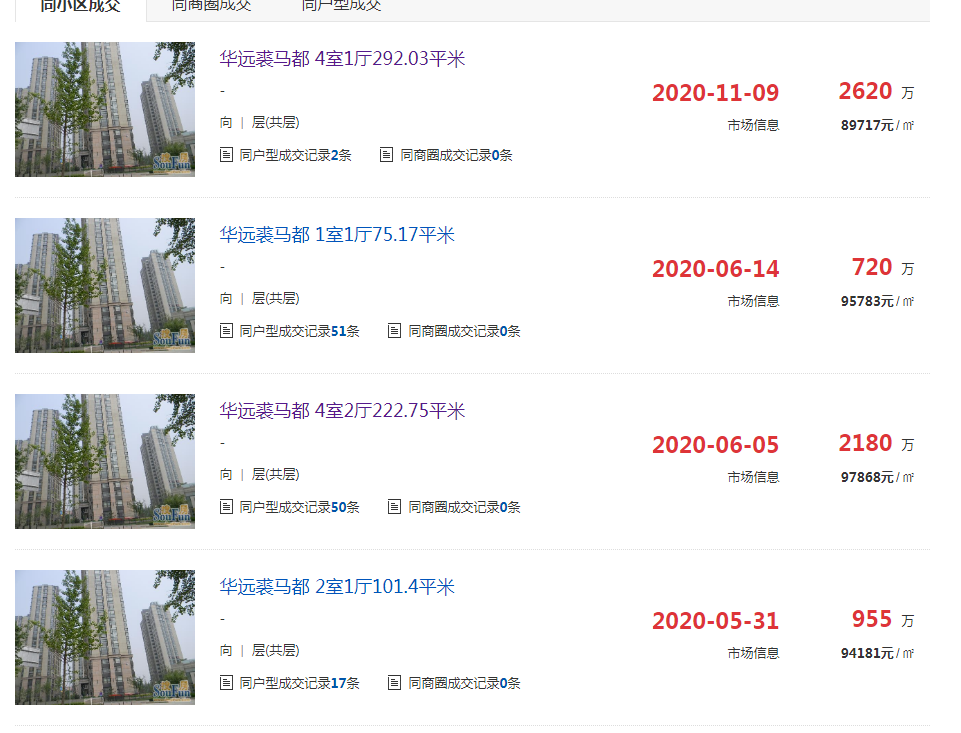 同小区成交 同商圈成交 同户型成交
华远裘马都 4室1厅292.03平米
-
向 | 层(共层)
同户型成交记录2条 同商圈成交记录0条
2020-11-09
市场信息
2620 万
89717元/㎡
搜房 SouFun
华远裘马都 1室1厅75.17平米
-
向 | 层(共层)
同户型成交记录51条 同商圈成交记录0条
2020-06-14
市场信息
720 万
95783元/㎡
搜房 SouFun
华远裘马都 4室2厅222.75平米
-
向 | 层(共层)
同户型成交记录50条 同商圈成交记录0条
2020-06-05
市场信息
2180 万
97868元/㎡
搜房 SouFun
华远裘马都 2室1厅101.4平米
-
向 | 层(共层)
同户型成交记录17条 同商圈成交记录0条
2020-05-31
市场信息
955 万
94181元/㎡
搜房 SouFun